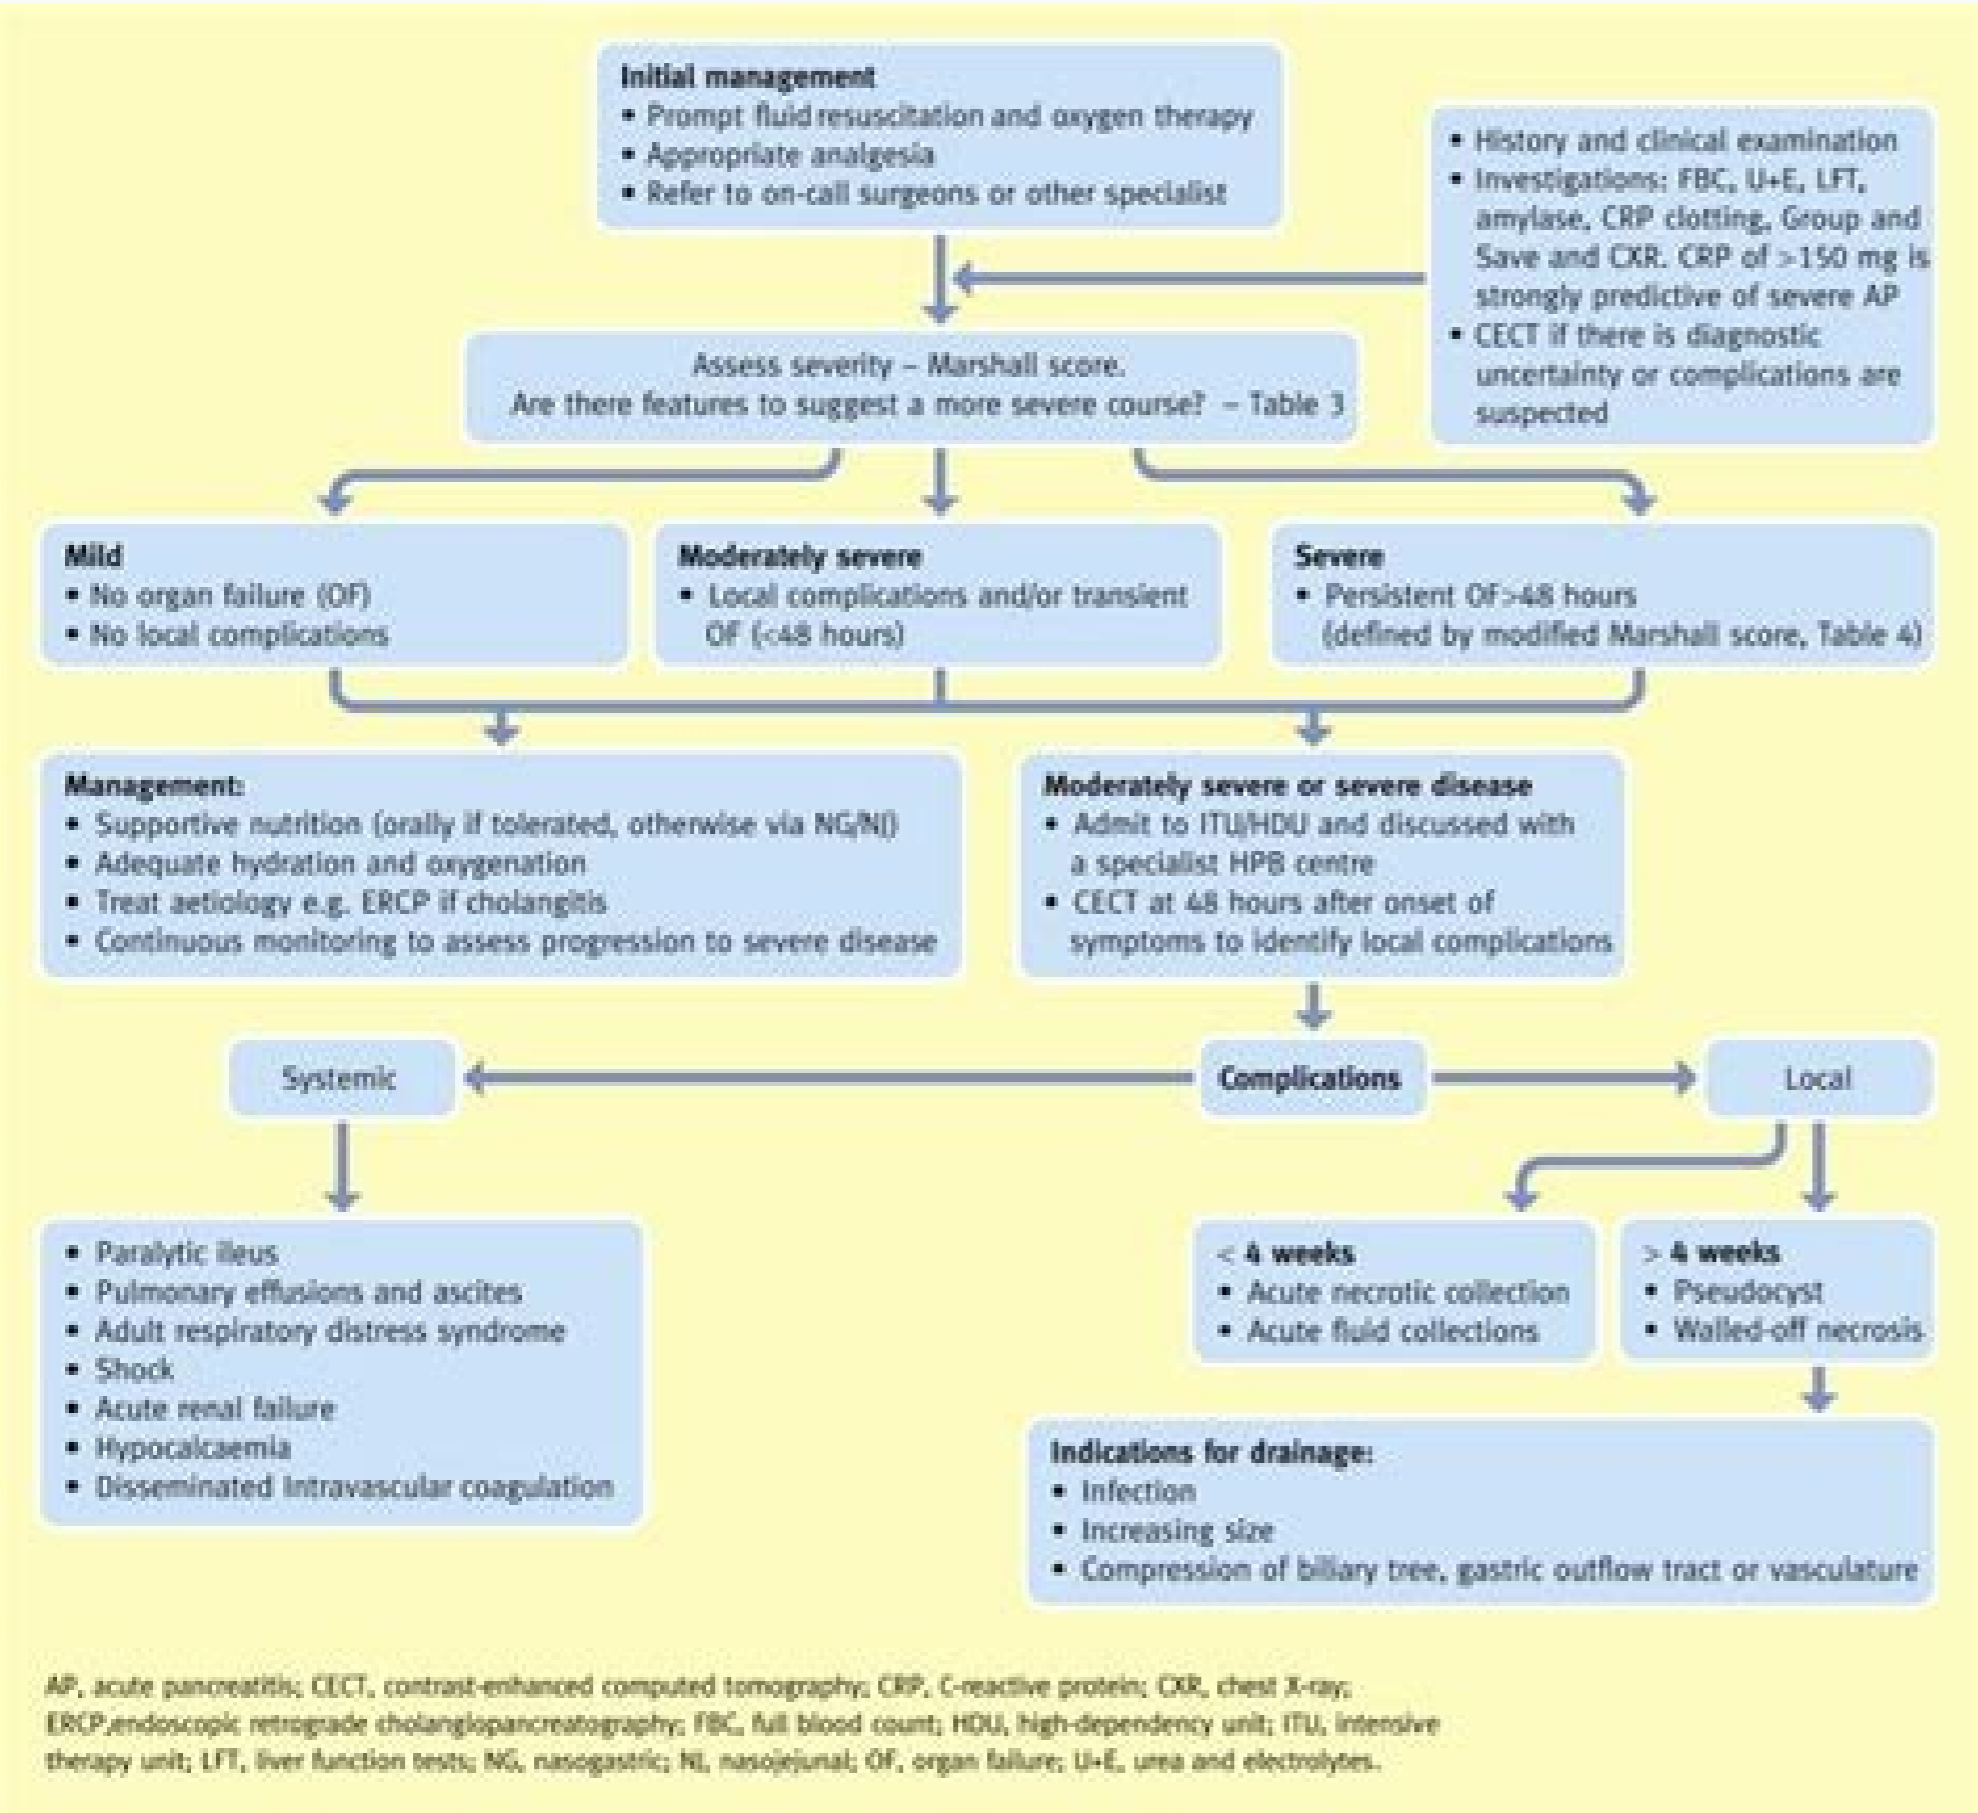 Initial management
• Prompt fluid resuscitation and oxygen therapy
• Appropriate analgesia
• Refer to on-call surgeons or other specialist
• History and clinical examination
• Investigations: FBC, U+E, LFT,
amylase, CRP clotting, Group and
Save and CXR. CRP of >150 mg is
strongly predictive of severe AP
• CECT if there is diagnostic
uncertainty or complications are
suspected
Assess severity – Marshall score.
Are there features to suggest a more severe course? – Table 3
Mild
• No organ failure (OF)
• No local complications
Moderately severe
• Local complications and/or transient
OF (<48 hours)
Severe
• Persistent OF>48 hours
(defined by modified Marshall score, Table 4)
Management:
• Supportive nutrition (orally if tolerated, otherwise via NG/NJ)
• Adequate hydration and oxygenation
• Treat aetiology e.g. ERCP if cholangitis
• Continuous monitoring to assess progression to severe disease
Moderately severe or severe disease
• Admit to ITU/HDU and discussed with
a specialist HPB centre
• CECT at 48 hours after onset of
symptoms to identify local complications
Systemic
Complications
Local
• Paralytic ileus
• Pulmonary effusions and ascites
• Adult respiratory distress syndrome
• Shock
• Acute renal failure
• Hypocalcaemia
• Disseminated Intravascular coagulation
< 4 weeks
• Acute necrotic collection
• Acute fluid collections
> 4 weeks
• Pseudocyst
• Walled-off necrosis
Indications for drainage:
• Infection
• Increasing size
• Compression of biliary tree, gastric outflow tract or vasculature
AP, acute pancreatitis; CECT, contrast-enhanced computed tomography; CRP, C-reactive protein; CXR, chest X-ray;
ERCP,endoscopic retrograde cholangiopancreatography; FBC, full blood count; HDU, high-dependency unit; ITU, intensive
therapy unit; LFT, liver function tests; NG, nasogastric; NJ, nasojejunal; OF, organ failure; U+E, urea and electrolytes.